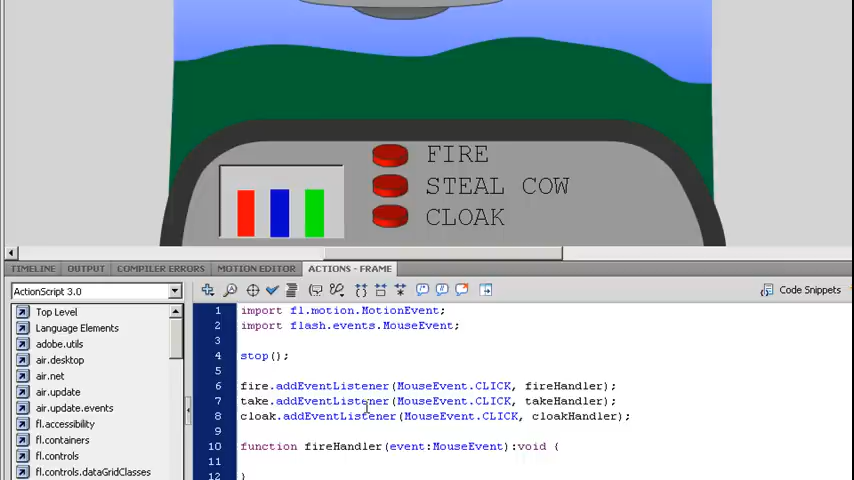 FIRE
STEAL COW
CLOAK
TIMELINE OUTPUT COMPILER ERRORS MOTION EDITOR ACTIONS - FRAME
ActionScript 3.0
Code Snippets
Top Level
Language Elements
adobe.utils
air.desktop
air.net
air.update
air.update.events
fl.accessibility
fl.containers
fl.controls
fl.controls.dataGridClasses
1 import fl.motion.MotionEvent;
2 import flash.events.MouseEvent;
3
4 stop();
5
6 fire.addEventListener(MouseEvent.CLICK, fireHandler);
7 take.addEventListener(MouseEvent.CLICK, takeHandler);
8 cloak.addEventListener(MouseEvent.CLICK, cloakHandler);
9
10 function fireHandler(event:MouseEvent):void {
11
12 }